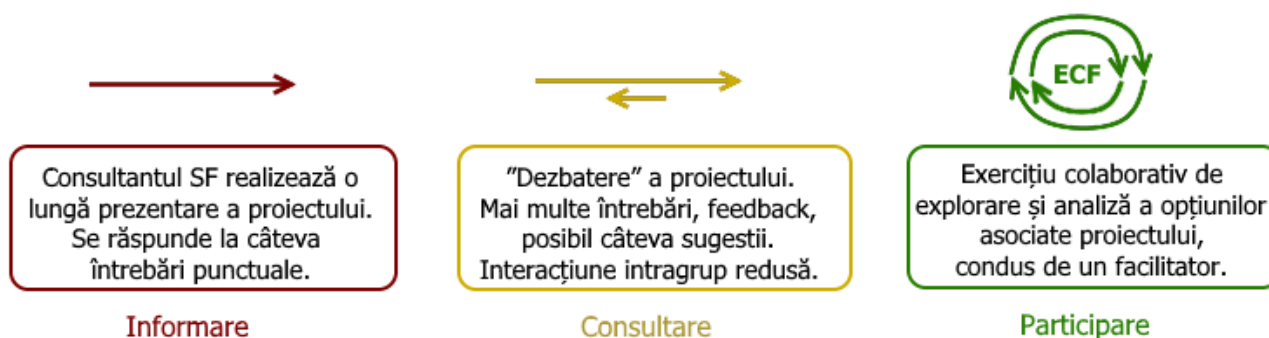 ECF
Consultantul SF realizează o
lungă prezentare a proiectului.
Se răspunde la câteva
întrebări punctuale.
Informare
”Dezbatere” a proiectului.
Mai multe întrebări, feedback,
posibil câteva sugestii.
Interacțiune intragrup redusă.
Consultare
Exercițiu colaborativ de
explorare și analiză a opțiunilor
asociate proiectului,
condus de un facilitator.
Participare